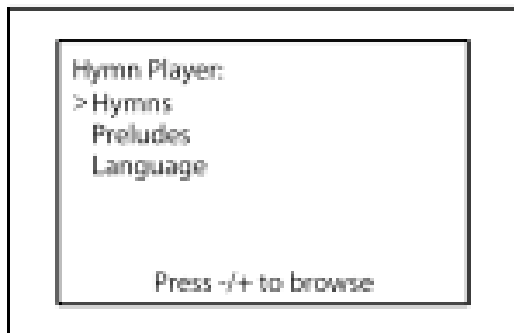 Hymn Player:
>Hymns
Preludes
Language
Press -/+ to browse